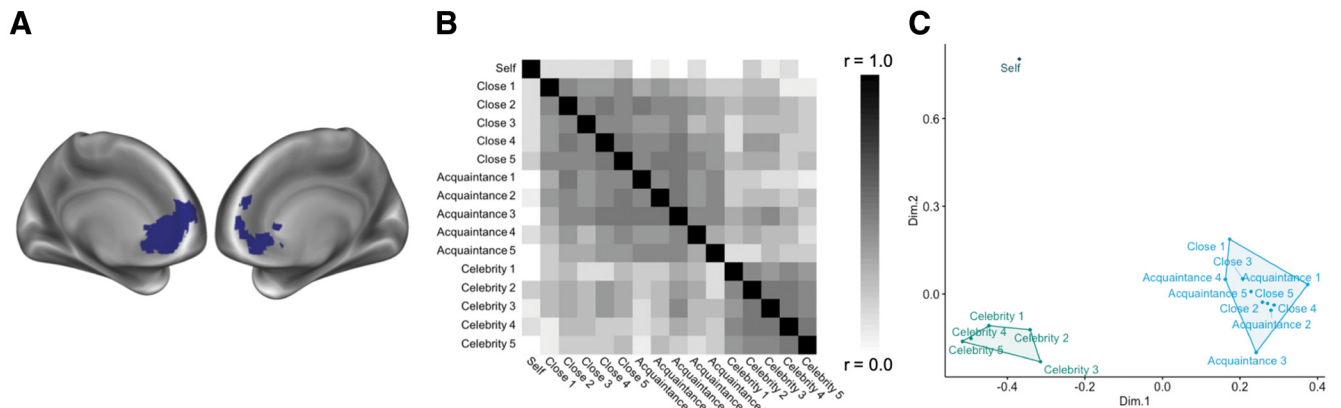 A
B
C
Self
Close 1
Close 2
Close 3
Close 4
Close 5
Acquaintance 1
Acquaintance 2
Acquaintance 3
Acquaintance 4
Acquaintance 5
Celebrity 1
Celebrity 2
Celebrity 3
Celebrity 4
Celebrity 5
Self
Close 1
Close 2
Close 3
Close 4
Close 5
Acquaintance
Acquaintance
Acquaintance
Acquaintance
Acquaintance
Celebrity 1
Celebrity 2
Celebrity 3
Celebrity 4
Celebrity 5
r = 1.0
r = 0.0
Dim.2
0.6
0.3
0.0
Self
Close 1
Close 3
Acquaintance 4
Acquaintance 1
Acquaintance 5
Close 5
Close 2
Close 4
Acquaintance 2
Acquaintance 3
Celebrity 1
Celebrity 4
Celebrity 2
Celebrity 5
Celebrity 3
-0.4
-0.2
0.0
0.2
0.4
Dim.1